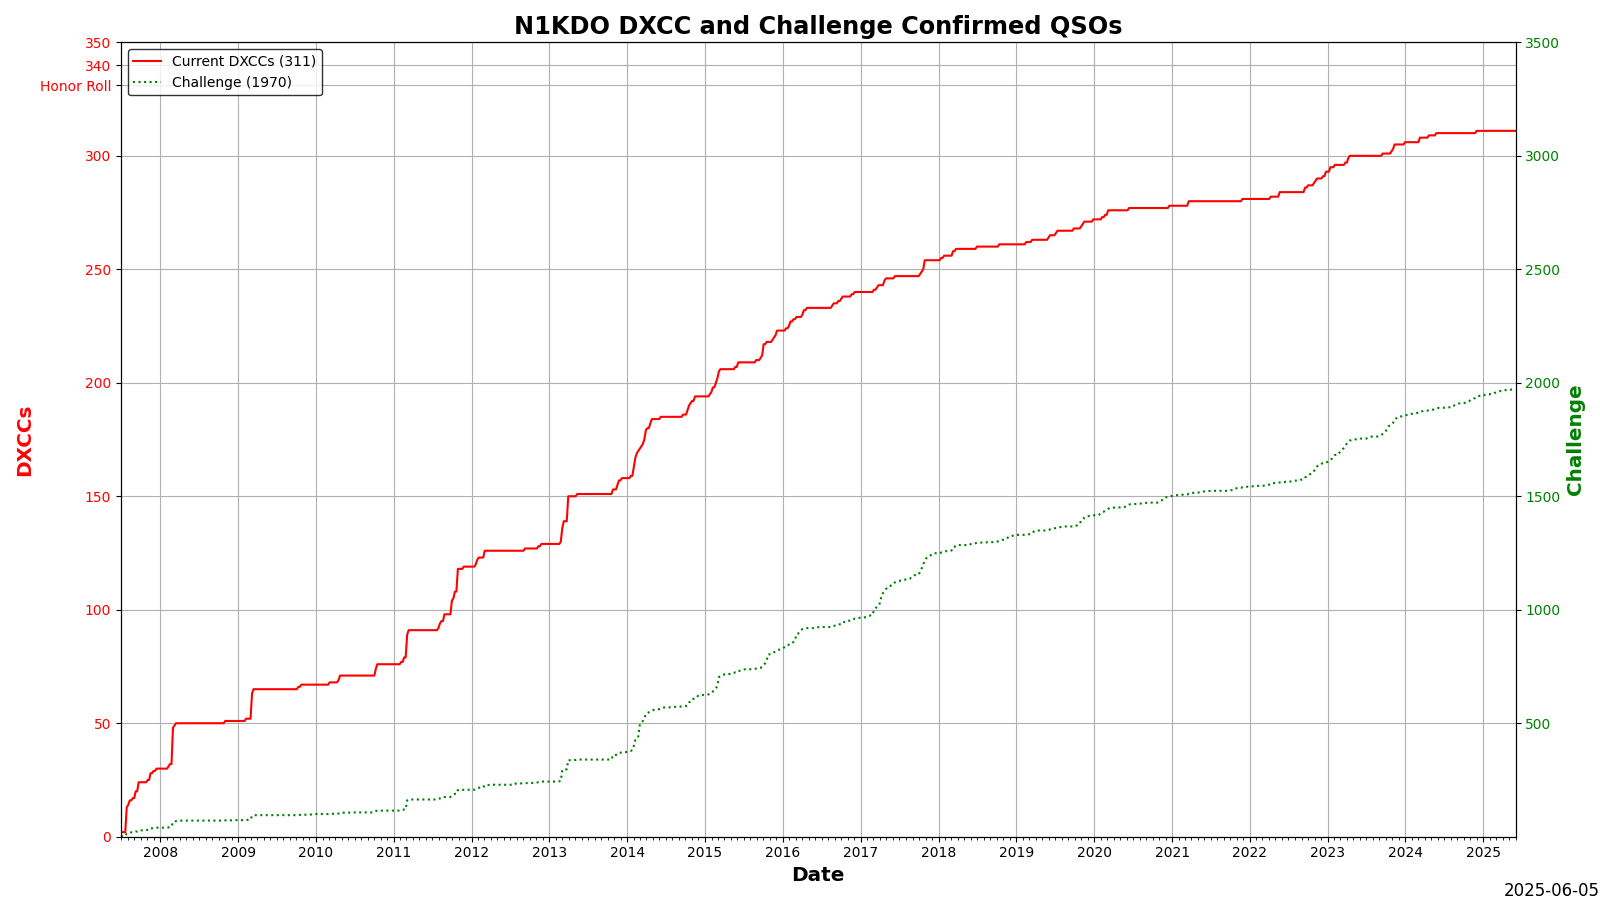 N1KDO DXCC and Challenge Confirmed QSOs
Current DXCCs (311)
Challenge (1970)
350
340
Honor Roll
300
250
200
150
100
50
0
DXCCs
3500
3000
2500
2000
1500
1000
500
Challenge
2008 2009 2010 2011 2012 2013 2014 2015 2016 2017 2018 2019 2020 2021 2022 2023 2024 2025
Date
2025-06-05